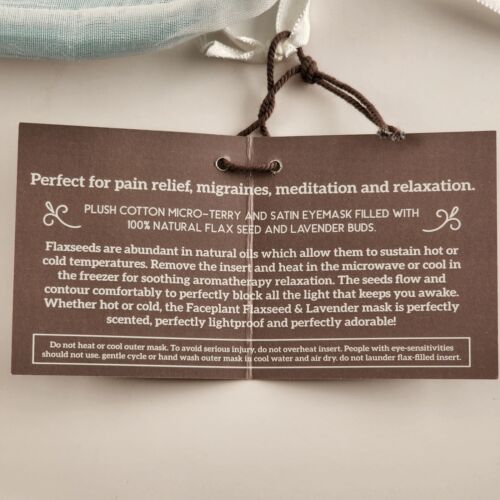 Perfect for pain relief, migraines, meditation and relaxation.
PLUSH COTTON MICRO-TERRY AND SATIN EYEMASK FILLED WITH
100% NATURAL FLAX SEED AND LAVENDER BUDS.
Flaxseeds are abundant in natural oils which allow them to sustain hot or
cold temperatures. Remove the insert and heat in the microwave or cool in
the freezer for soothing aromatherapy relaxation. The seeds flow and
contour comfortably to perfectly block all the light that keeps you awake.
Whether hot or cold, the Faceplant Flaxseed & Lavender mask is perfectly
scented, perfectly lightproof and perfectly adorable!
Do not heat or cool outer mask. To avoid serious injury, do not overheat insert. People with eye-sensitivities
should not use. gentle cycle or hand wash outer mask in cool water and air dry. do not launder flax-filled insert.